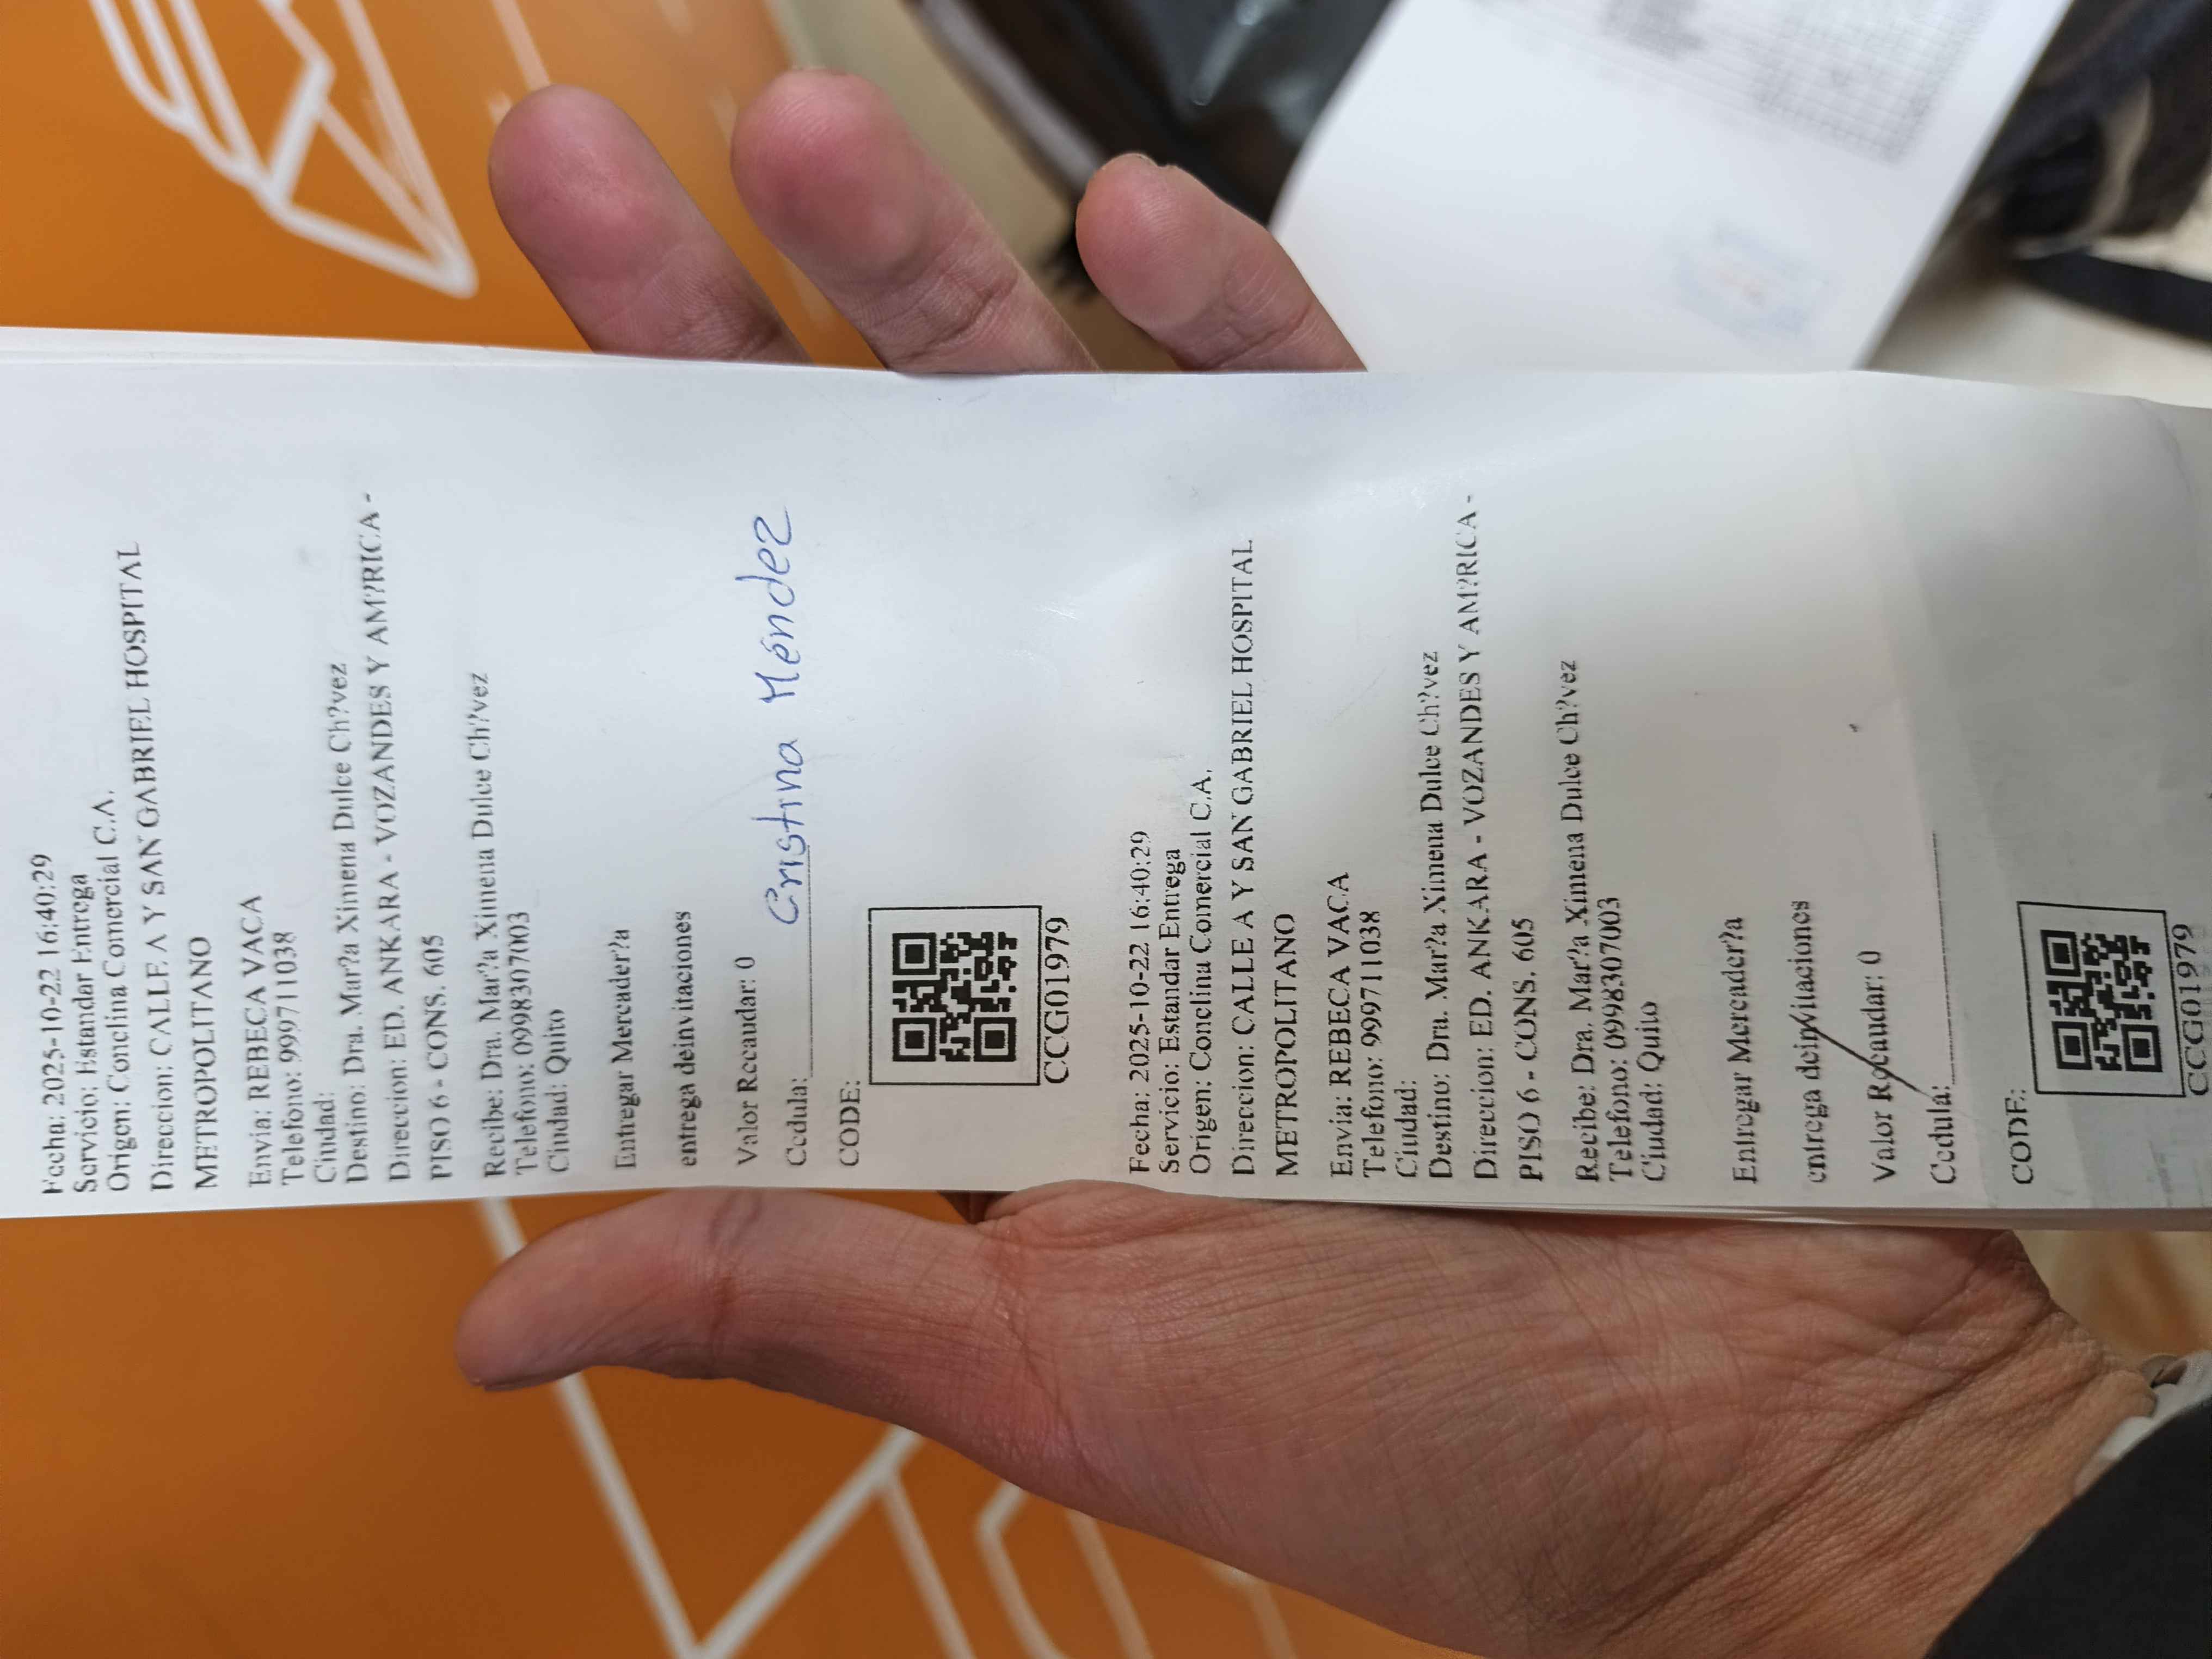 Fecha: 2025-10-22 16:40:29
Servicio: Estandar Entrega
Origen: Conclina Comercial C.A.
Direccion: CALLE A Y SAN GABRIEL HOSPITAL
METROPOLITANO
Envia: REBECA VACA
Telefono: 999711038
Ciudad:
Destino: Dra. Mar?a Ximena Dulce Ch?vez
Direccion: ED. ANKARA - VOZANDES Y AM?RICA -
PISO 6 - CONS. 605
Recibe: Dra. Mar?a Ximena Dulce Ch?vez
Telefono: 0998307003
Ciudad: Quito
Entregar Mercader?a
entrega deinvitaciones
Valor Recaudar: 0
Cristina Méndez
Cedula:
CODE:
CCG01979
Fecha: 2025-10-22 16:40:29
Servicio: Estandar Entrega
Origen: Conclina Comercial C.A.
Direccion: CALLE A Y SAN GABRIEL HOSPITAL
METROPOLITANO
Envia: REBECA VACA
Telefono: 999711038
Ciudad:
Destino: Dra. Mar?a Ximena Dulce Ch?vez
Direccion: ED. ANKARA - VOZANDES Y AM?RICA -
PISO 6 - CONS. 605
Recibe: Dra. Mar?a Ximena Dulce Ch?vez
Telefono: 0998307003
Ciudad: Quito
Entregar Mercader?a
entrega deinvitaciones
Valor Recaudar: 0
Cedula:
CODE:
CCG01979